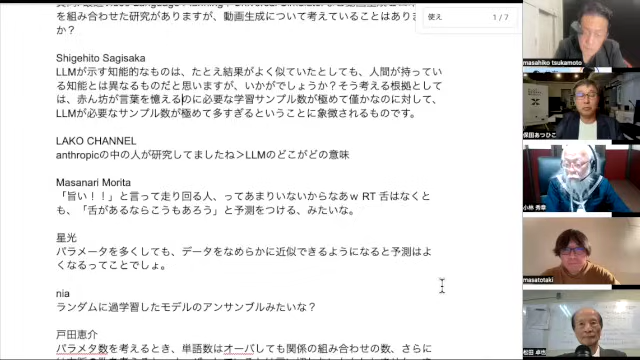 を組み合わせた研究がありますが、動画生成について考えていることはありま
か？
Shigehito Sagisaka
LLMが示す知能的なものは、たとえ結果がよく似ていたとしても、人間が持ってい
る知能とは異なるものだと思いますが、いかがでしょうか？そう考える根拠として
は、赤ん坊が言葉を憶えるのに必要な学習サンプル数が極めて僅かなのに対して、
LLMが必要なサンプル数が極めて多すぎるということに象徴されるものです。
LAKO CHANNEL
anthropicの中の人が研究してましたね＞LLMのどこがどの意味
Masanari Morita
「旨い！！」と言って走り回る人、ってあまりいないからなあw RT 舌はなくと
も、「舌があるならこうもあろう」と予測をつける、みたいな。
星光
パラメータを多くしても、データをなめらかに近似できるようになると予測はよ
くなるってことでしょ。
nia
ランダムに過学習したモデルのアンサンブルみたいな？
戸田恵介
パラメタ数を考えるとき、単語数はオーバしても関係の組み合わせの数、さらに
使え
1 / 7
masahiko tsukamoto
保田あつひこ
小林 秀章
masatotaki
松田 卓也